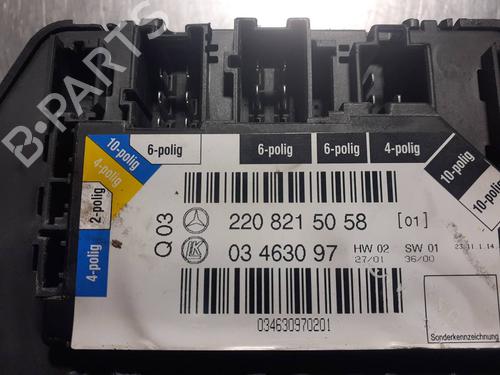 B-PARTS
10-polig
4-polig
2-polig
4-polig
6-polig
6-polig
6-polig
4-polig
10-polig
10-polig
Q 03
220 821 50 58 [01]
03 463097
HW 02
27/01
SW 01
36/00
034630970201
Sonderkennzeichnung